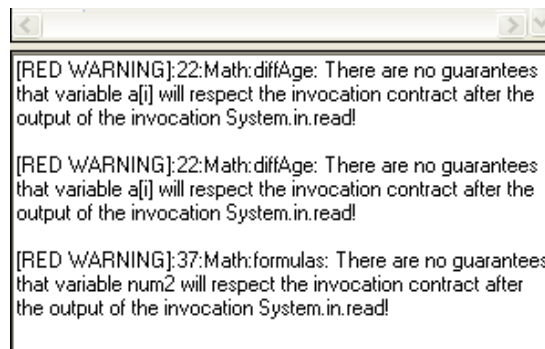 [RED WARNING]:22:Math:diffAge: There are no guarantees
that variable a[i] will respect the invocation contract after the
output of the invocation System.in.read!
[RED WARNING]:22:Math:diffAge: There are no guarantees
that variable a[i] will respect the invocation contract after the
output of the invocation System.in.read!
[RED WARNING]:37:Math:formulas: There are no guarantees
that variable num2 will respect the invocation contract after
the output of the invocation System.in.read!